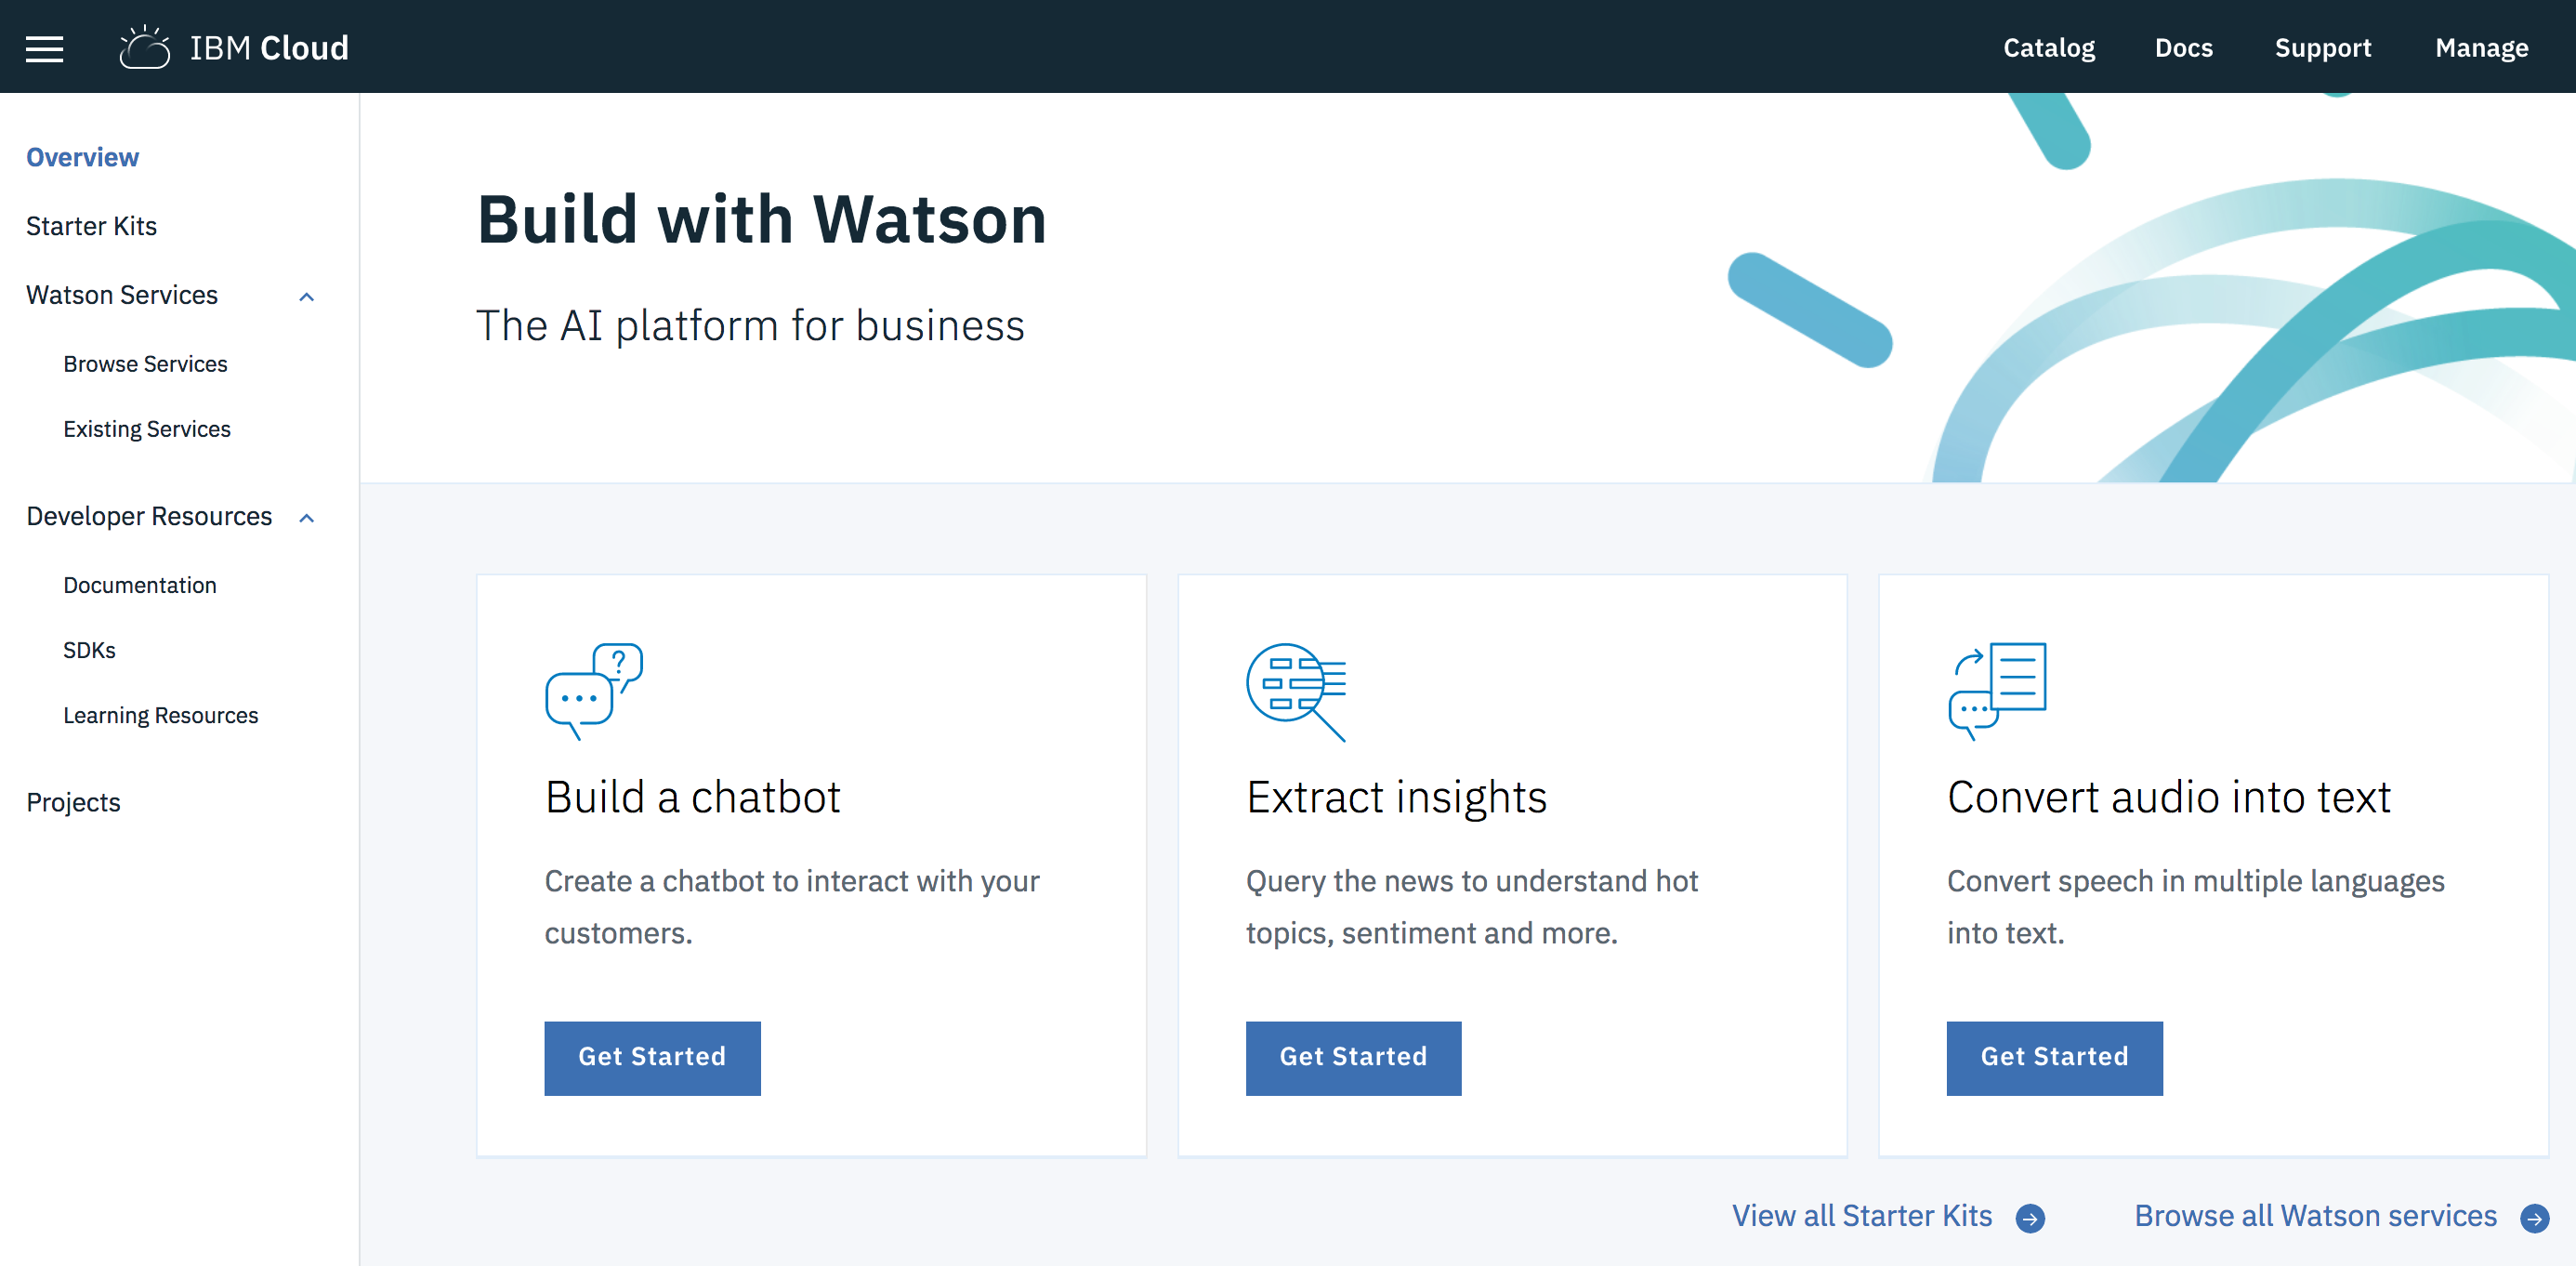 IBM Cloud
Catalog
Docs
Support
Manage
Overview
Starter Kits
Watson Services
Browse Services
Existing Services
Developer Resources
Documentation
SDKs
Learning Resources
Projects
Build with Watson
The AI platform for business
?
Build a chatbot
Create a chatbot to interact with your
customers.
Get Started
Extract insights
Query the news to understand hot
topics, sentiment and more.
Get Started
Convert audio into text
Convert speech in multiple languages
into text.
Get Started
View all Starter Kits
Browse all Watson services